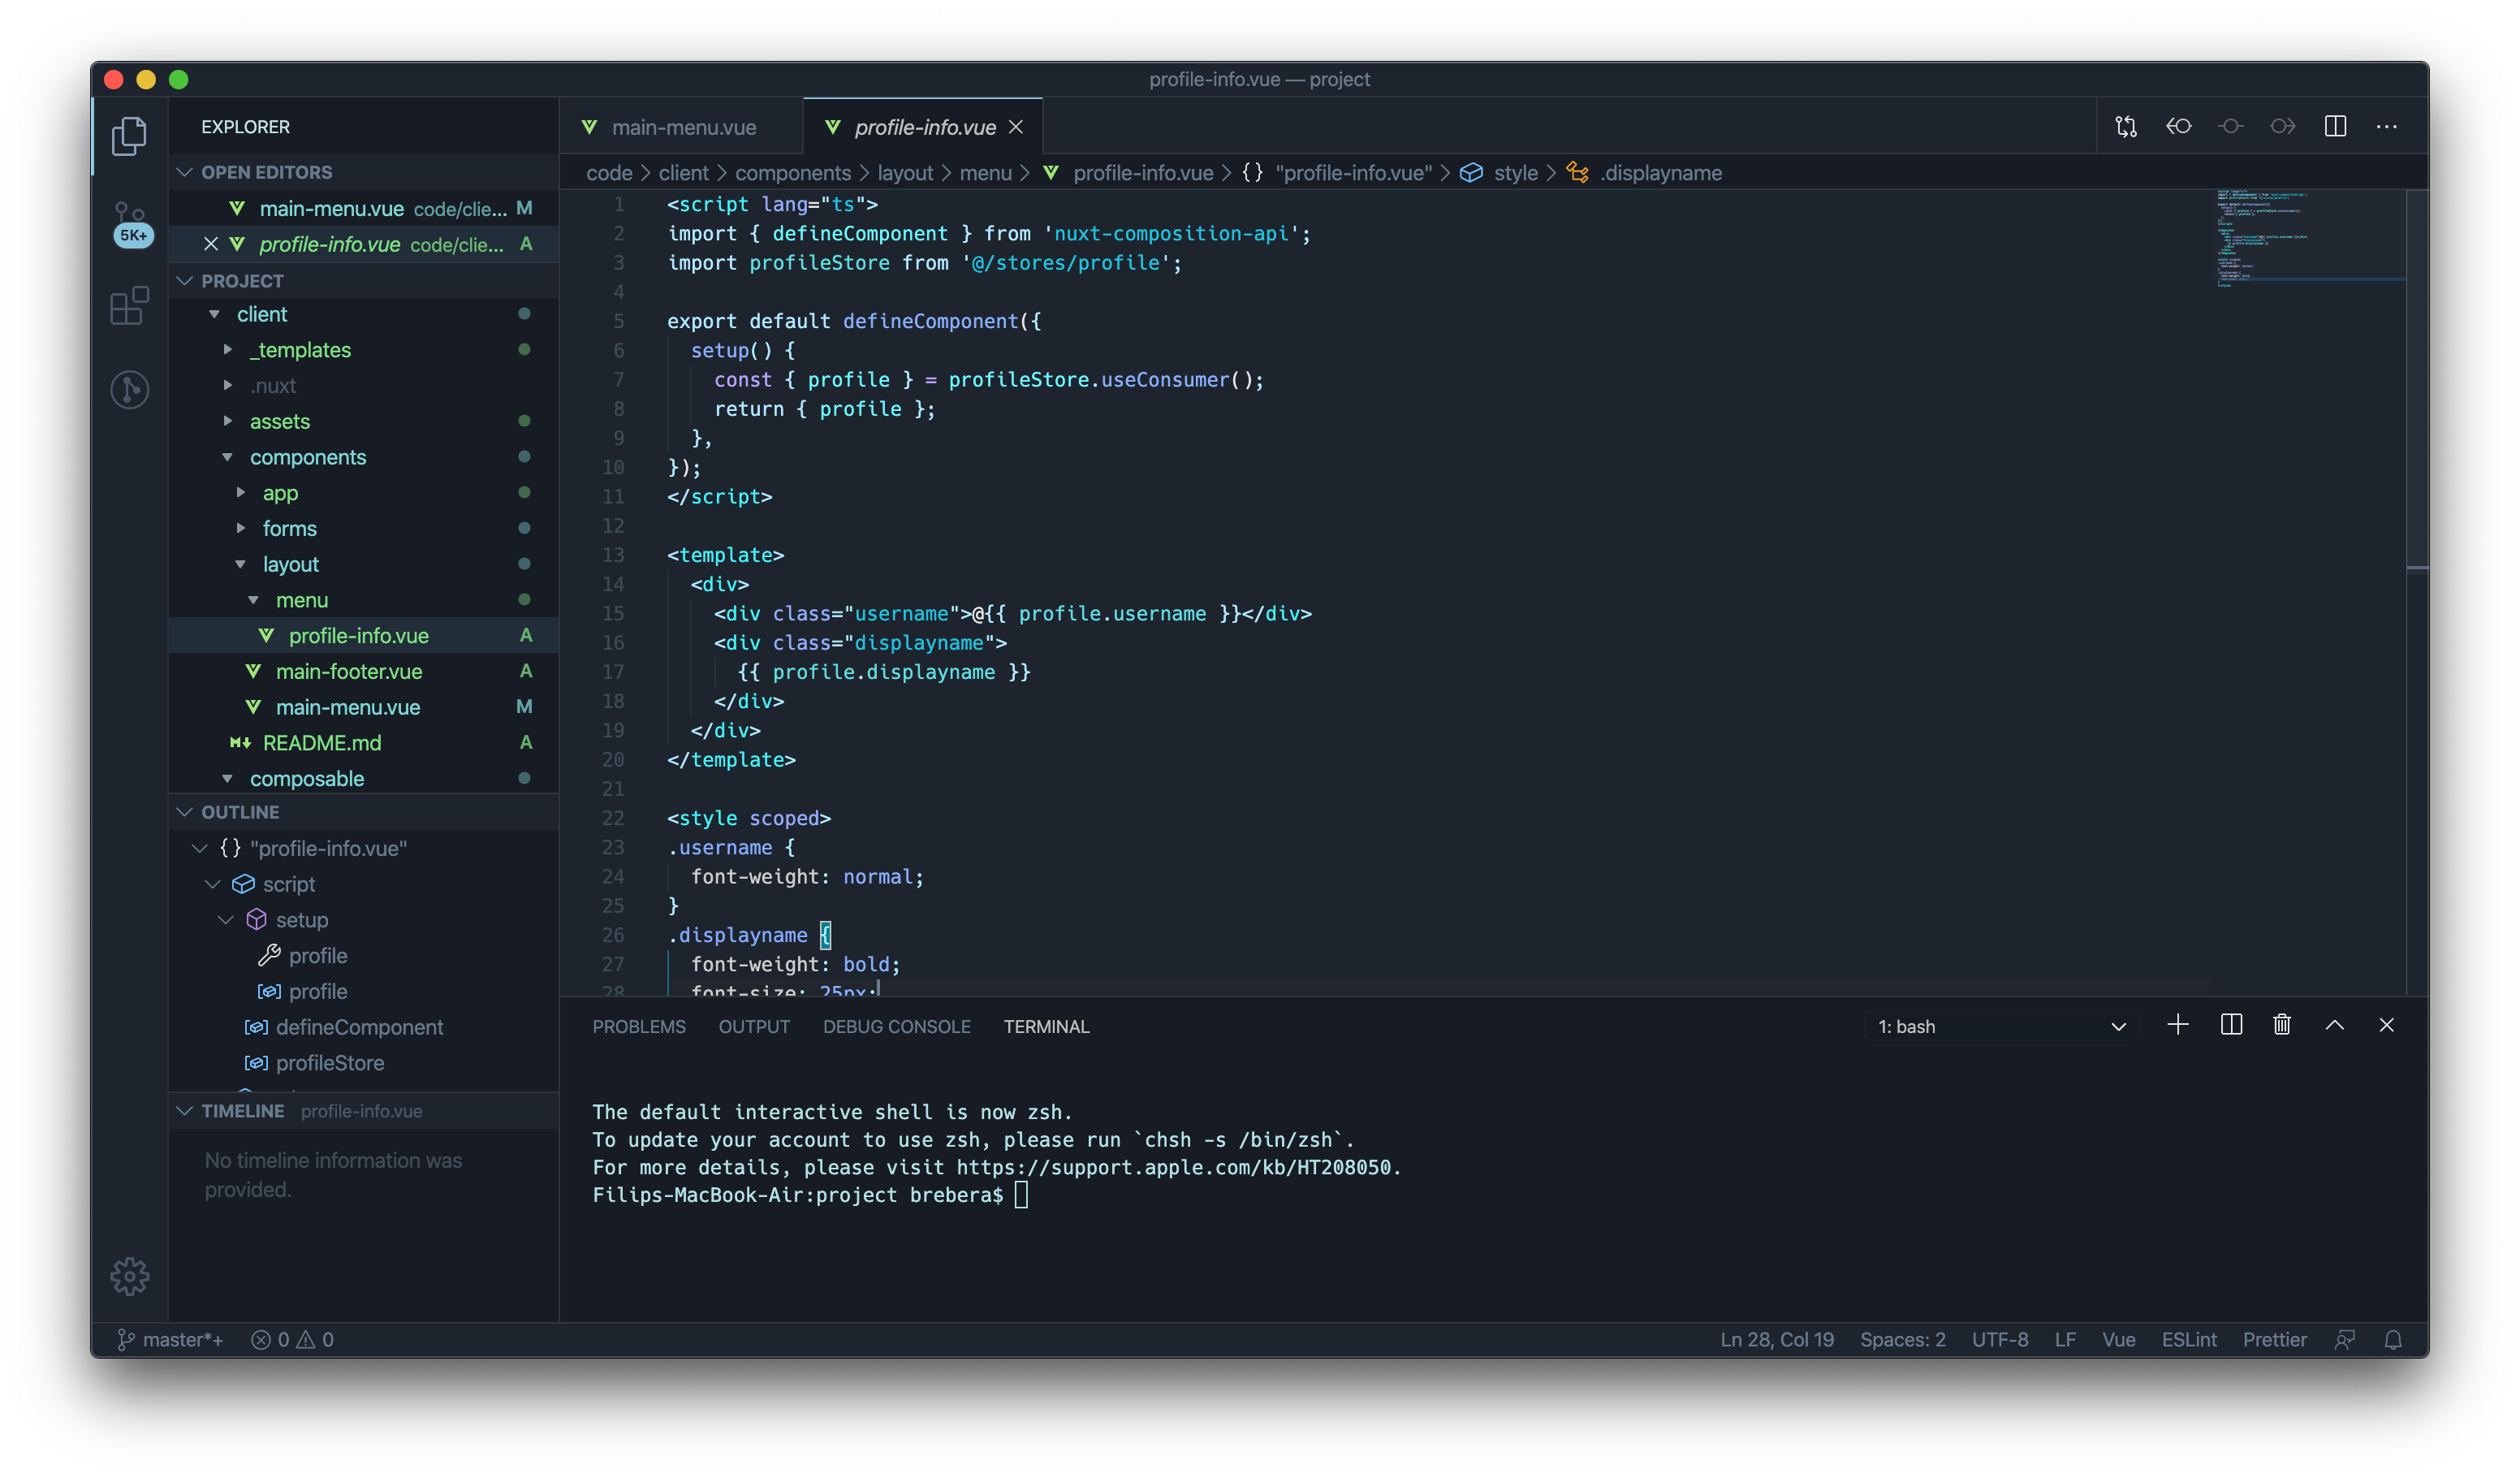 profile-info.vue — project
EXPLORER
OPEN EDITORS
main-menu.vue code/clie... M
profile-info.vue code/clie... A
5K+
PROJECT
client
_templates
.nuxt
assets
components
app
forms
layout
menu
profile-info.vue A
main-footer.vue A
main-menu.vue M
README.md A
composable
OUTLINE
{} "profile-info.vue"
script
setup
profile
profile
defineComponent
profileStore
TIMELINE profile-info.vue
No timeline information was
provided.
main-menu.vue
profile-info.vue
code > client > components > layout > menu > profile-info.vue > {} "profile-info.vue" > style > .displayname
1 <script lang="ts">
2 import { defineComponent } from 'nuxt-composition-api';
3 import profileStore from '@/stores/profile';
4
5 export default defineComponent({
6   setup() {
7     const { profile } = profileStore.useConsumer();
8     return { profile };
9   },
10 });
11 </script>
12
13 <template>
14   <div>
15     <div class="username">@{{ profile.username }}</div>
16     <div class="displayname">
17       {{ profile.displayname }}
18     </div>
19   </div>
20 </template>
21
22 <style scoped>
23 .username {
24   font-weight: normal;
25 }
26 .displayname {
27   font-weight: bold;
28   font-size: 25px;
PROBLEMS OUTPUT DEBUG CONSOLE TERMINAL 1: bash
The default interactive shell is now zsh.
To update your account to use zsh, please run `chsh -s /bin/zsh`.
For more details, please visit https://support.apple.com/kb/HT208050.
Filips-MacBook-Air:project brebera$
master*+ 0 0 Ln 28, Col 19 Spaces: 2 UTF-8 LF Vue ESLint Prettier